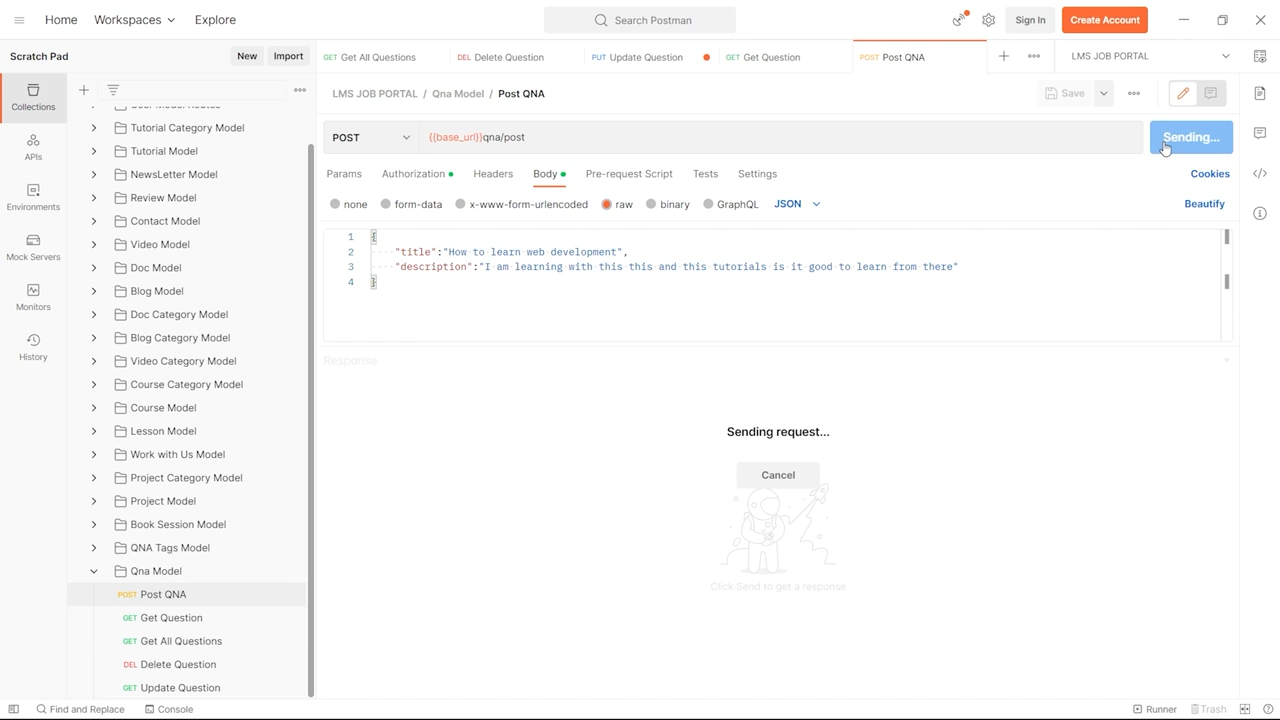 Home Workspaces Explore Search Postman Sign In Create Account
Scratch Pad New Import GET Get All Questions DEL Delete Question PUT Update Question GET Get Question POST Post QNA LMS JOB PORTAL
LMS JOB PORTAL / Qna Model / Post QNA Save
POST {{base_url}}qna/post Sending...
Params Authorization Headers Body Pre-request Script Tests Settings Cookies
none form-data x-www-form-urlencoded raw binary GraphQL JSON Beautify
1 {
2 "title":"How to learn web development",
3 "description":"I am learning with this this and this tutorials is it good to learn from there"
4 }
Response
Sending request...
Cancel
Click Send to get a response
Collections
APIs
Environments
Mock Servers
Monitors
History
Tutorial Category Model
Tutorial Model
NewsLetter Model
Review Model
Contact Model
Video Model
Doc Model
Blog Model
Doc Category Model
Blog Category Model
Video Category Model
Course Category Model
Course Model
Lesson Model
Work with Us Model
Project Category Model
Project Model
Book Session Model
QNA Tags Model
Qna Model
POST Post QNA
GET Get Question
GET Get All Questions
DEL Delete Question
GET Update Question
Find and Replace Console Runner Trash